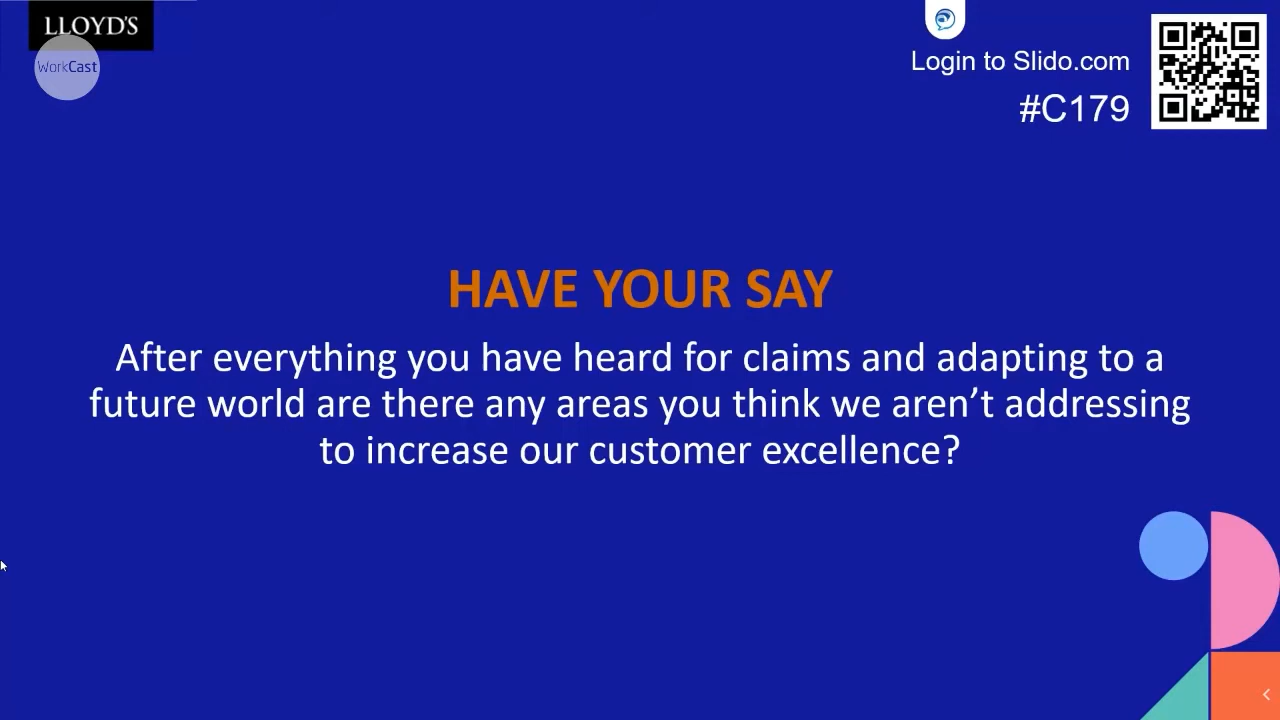 LLOYD'S
WorkCast
Login to Slido.com
#C179
HAVE YOUR SAY
After everything you have heard for claims and adapting to a
future world are there any areas you think we aren't addressing
to increase our customer excellence?